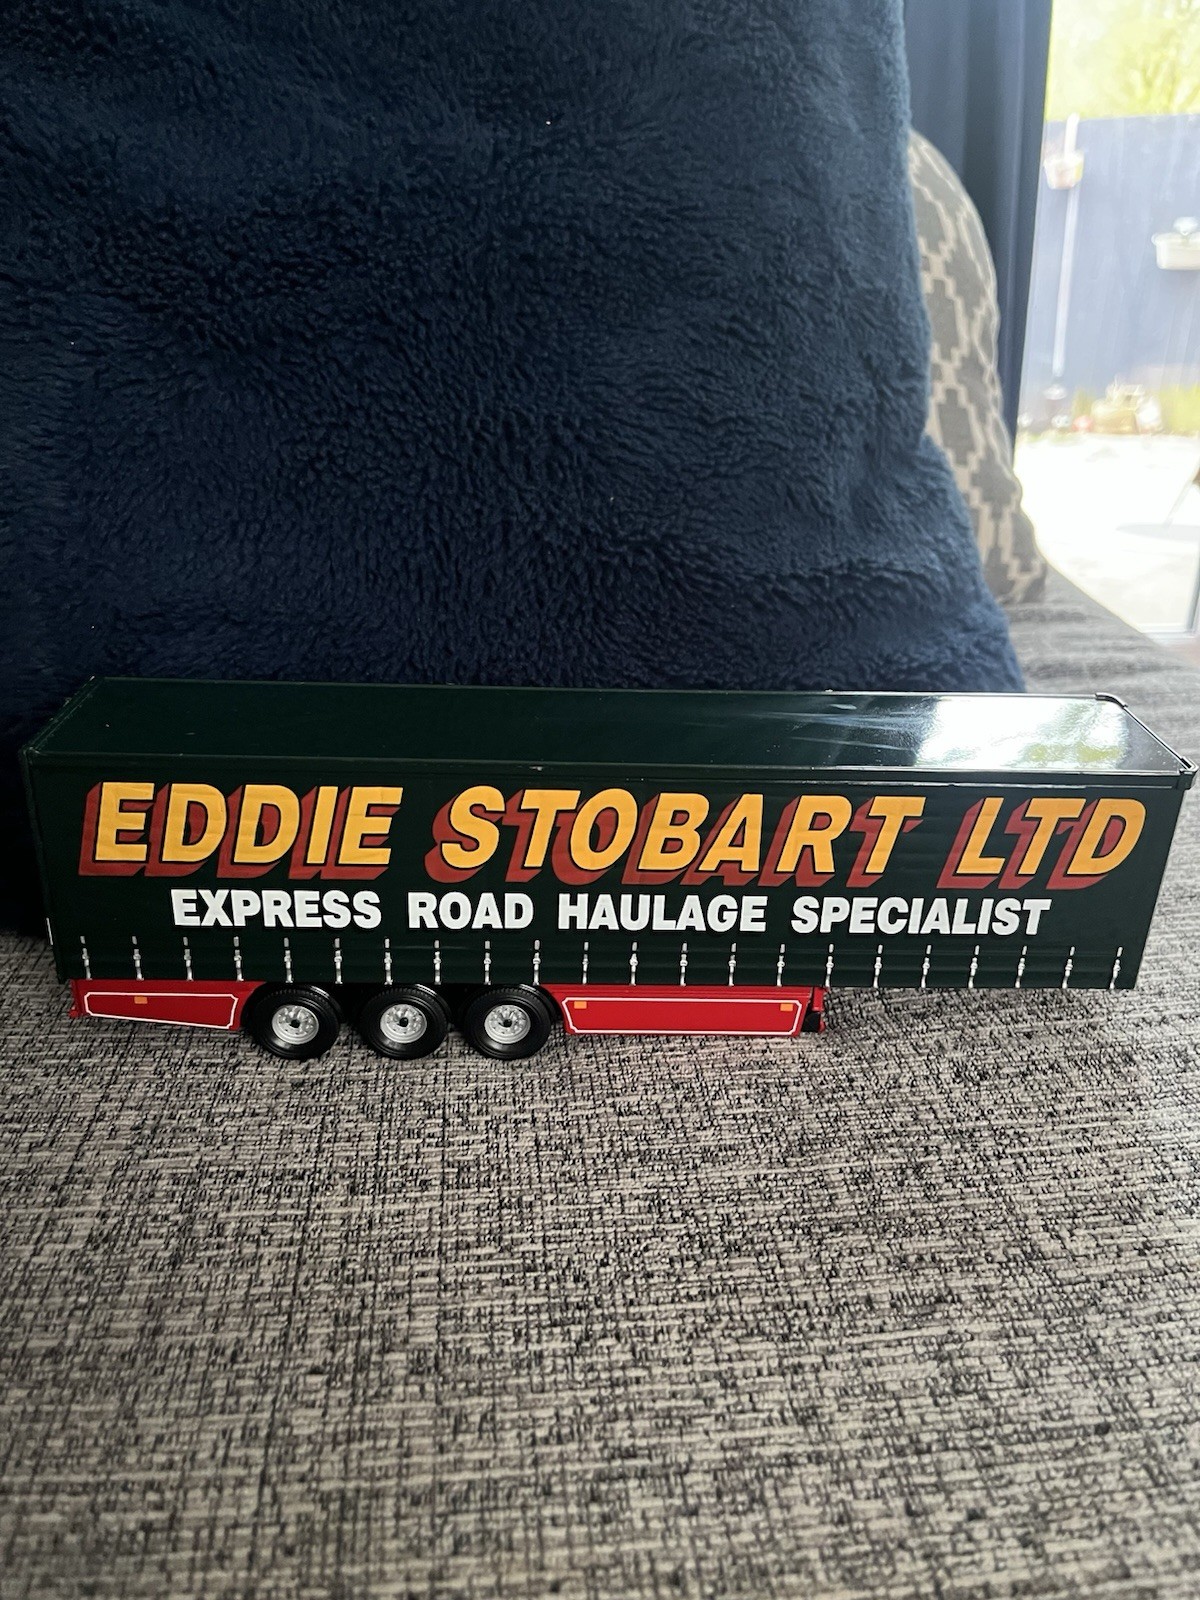 EDDIE STOBART LTD
EXPRESS ROAD HAULAGE SPECIALIST